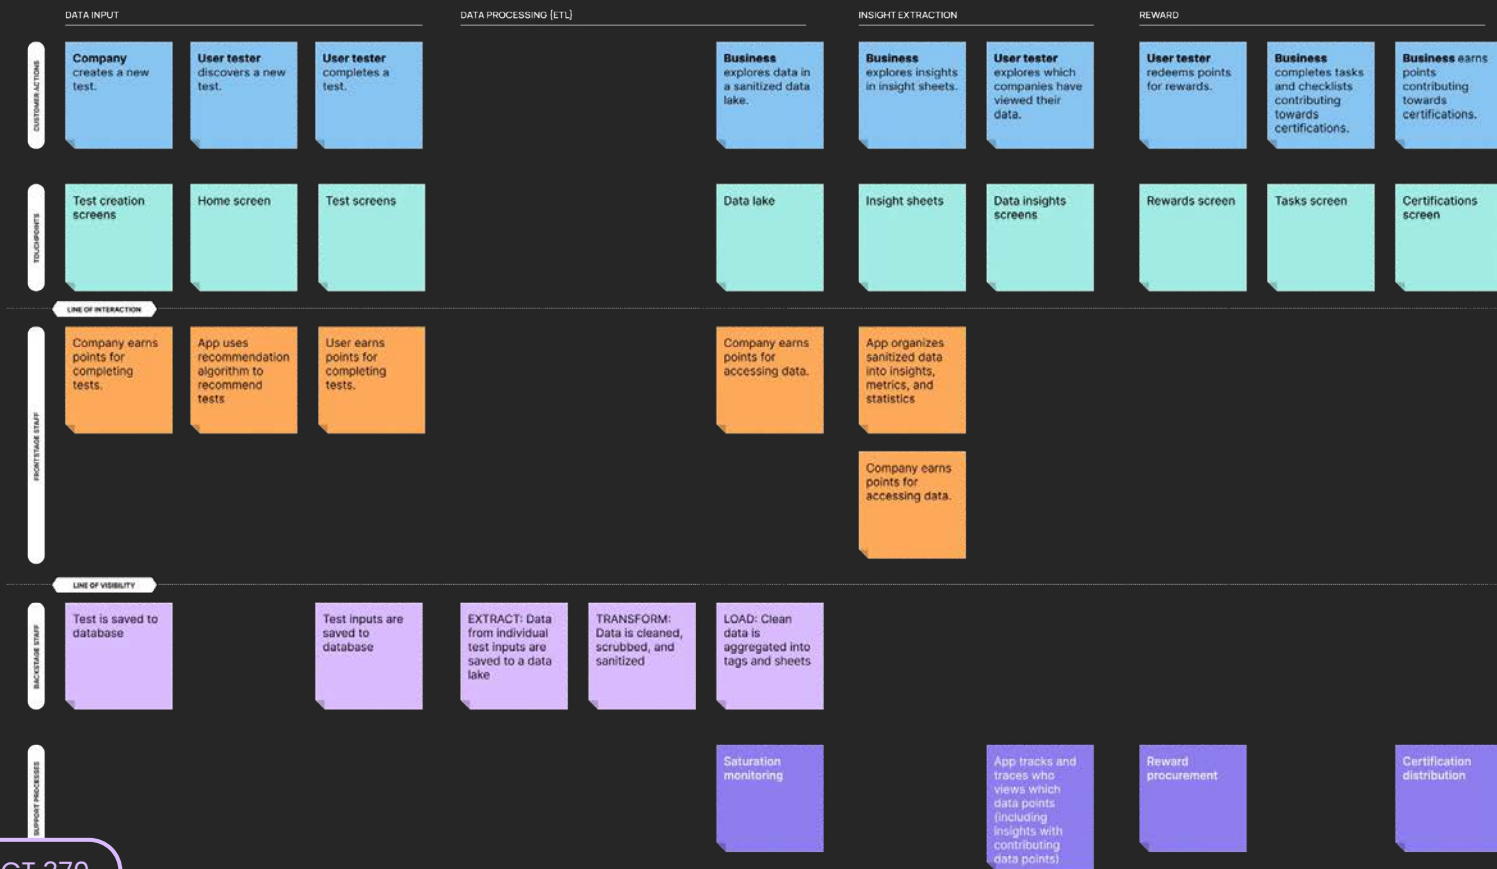 DATA INPUT
DATA PROCESSING (ETL)
INSIGHT EXTRACTION
REWARD
CUSTOMER ACTIONS
Company
creates a new
test.
User tester
discovers a new
test.
User tester
completes a
test.
Business
explores data in
a sanitized data
lake.
Business
explores insights
in insight sheets.
User tester
explores which
companies have
viewed their
data.
User tester
redeems points
for rewards.
Business
completes tasks
and checklists
contributing
towards
certifications.
Business earns
points
contributing
towards
certifications.
TOUCHPOINTS
Test creation
screens
Home screen
Test screens
Data lake
Insight sheets
Data insights
screens
Rewards screen
Tasks screen
Certifications
screen
LINE OF INTERACTION
FRONTSTAGE STAFF
Company earns
points for
completing
tests.
App uses
recommendation
algorithm to
recommend
tests
User earns
points for
completing
tests.
Company earns
points for
accessing data.
App organizes
sanitized data
into insights,
metrics, and
statistics
Company earns
points for
accessing data.
LINE OF VISIBILITY
BACKSTAGE STAFF
Test is saved to
database
Test inputs are
saved to
database
EXTRACT: Data
from individual
test inputs are
saved to a data
lake
TRANSFORM:
Data is cleaned,
scrubbed, and
sanitized
LOAD: Clean
data is
aggregated into
tags and sheets
SUPPORT PROCESSES
Saturation
monitoring
App tracks and
traces who
views which
data points
(including
insights with
contributing
data points)
Reward
procurement
Certification
distribution